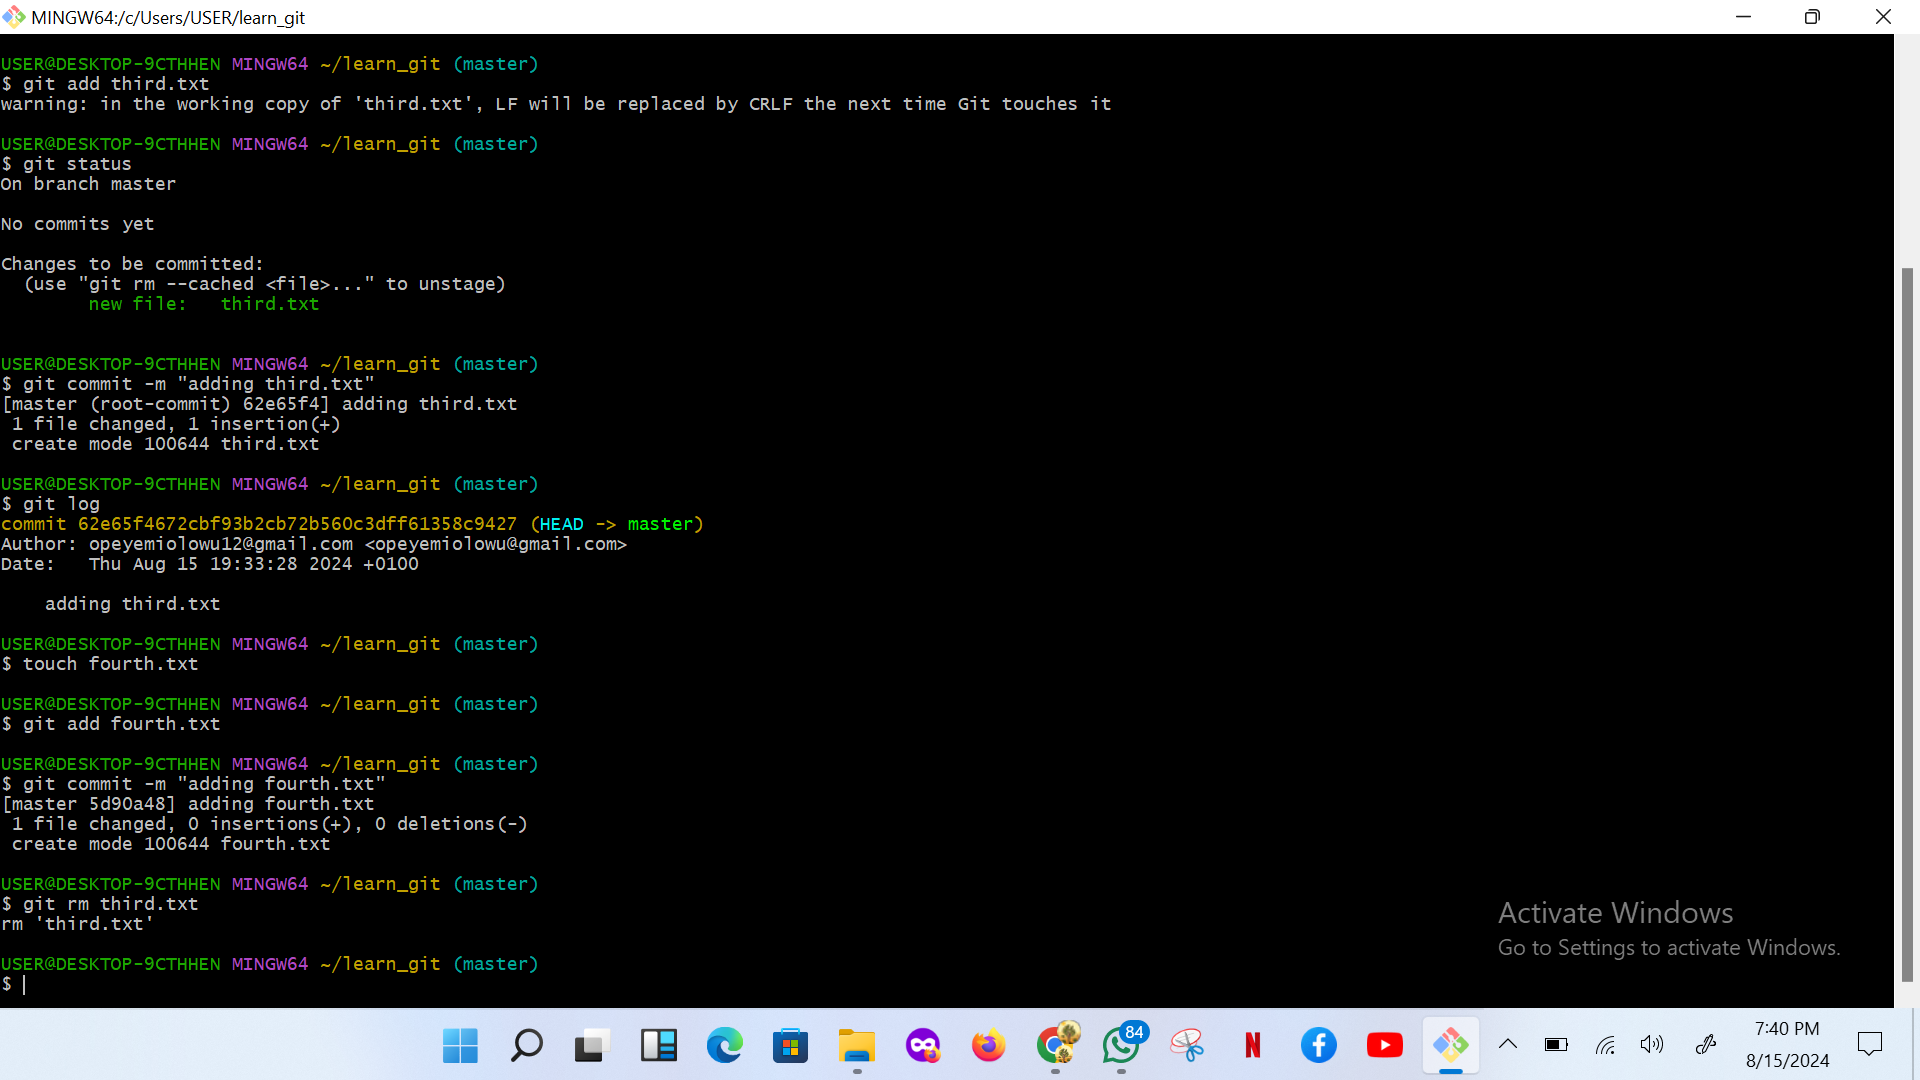 MINGW64:/c/Users/USER/learn_git
USER@DESKTOP-9CTHHEN MINGW64 ~/learn_git (master)
$ git add third.txt
warning: in the working copy of 'third.txt', LF will be replaced by CRLF the next time Git touches it
USER@DESKTOP-9CTHHEN MINGW64 ~/learn_git (master)
$ git status
On branch master
No commits yet
Changes to be committed:
  (use "git rm --cached <file>..." to unstage)
        new file:   third.txt
USER@DESKTOP-9CTHHEN MINGW64 ~/learn_git (master)
$ git commit -m "adding third.txt"
[master (root-commit) 62e65f4] adding third.txt
 1 file changed, 1 insertion(+)
 create mode 100644 third.txt
USER@DESKTOP-9CTHHEN MINGW64 ~/learn_git (master)
$ git log
commit 62e65f4672cbf93b2cb72b560c3dff61358c9427 (HEAD -> master)
Author: opeyemiolowu12@gmail.com <opeyemiolowu@gmail.com>
Date:   Thu Aug 15 19:33:28 2024 +0100
    adding third.txt
USER@DESKTOP-9CTHHEN MINGW64 ~/learn_git (master)
$ touch fourth.txt
USER@DESKTOP-9CTHHEN MINGW64 ~/learn_git (master)
$ git add fourth.txt
USER@DESKTOP-9CTHHEN MINGW64 ~/learn_git (master)
$ git commit -m "adding fourth.txt"
[master 5d90a48] adding fourth.txt
 1 file changed, 0 insertions(+), 0 deletions(-)
 create mode 100644 fourth.txt
USER@DESKTOP-9CTHHEN MINGW64 ~/learn_git (master)
$ git rm third.txt
rm 'third.txt'
USER@DESKTOP-9CTHHEN MINGW64 ~/learn_git (master)
$
Activate Windows
Go to Settings to activate Windows.
84
N
7:40 PM
8/15/2024